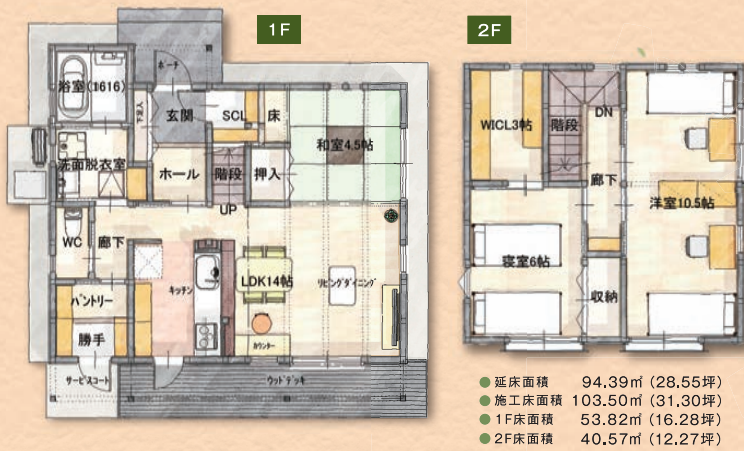 1F
2F
ポーチ
浴室(1616)
下足入
玄関
SCL
床
和室4.5帖
洗面脱衣室
ホール
階段
押入
UP
WC
廊下
キッチン
LDK14帖
リビングダイニング
パントリー
勝手
カウンター
サービスコート
ウッドデッキ
WICL3帖
階段
DN
廊下
洋室10.5帖
寝室6帖
収納
●延床面積 94.39㎡(28.55坪)
●施工床面積 103.50㎡(31.30坪)
●1F床面積 53.82㎡(16.28坪)
●2F床面積 40.57㎡(12.27坪)